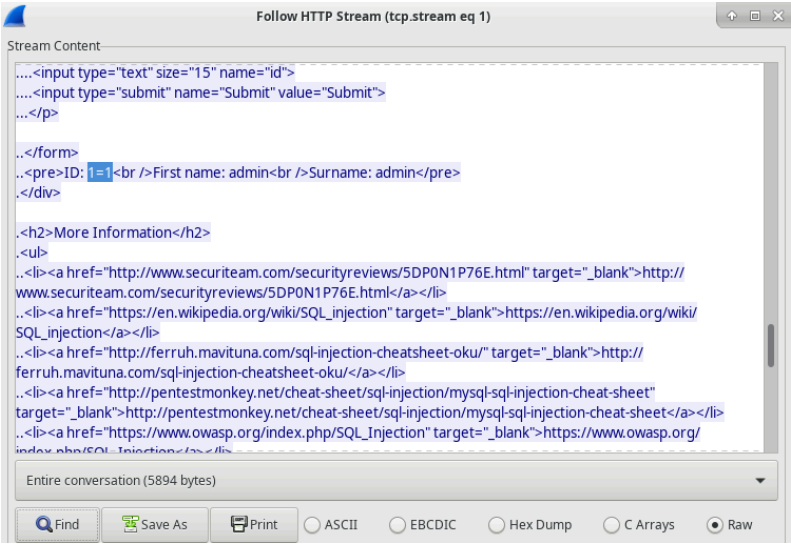 Follow HTTP Stream (tcp.stream eq 1)
Stream Content
....<input type="text" size="15" name="id">
....<input type="submit" name="Submit" value="Submit">
...</p>
..</form>
..<pre>ID: 1=1<br />First name: admin<br />Surname: admin</pre>
.</div>
.<h2>More Information</h2>
.<ul>
..<li><a href="http://www.securiteam.com/securityreviews/5DP0N1P76E.html" target="_blank">http://
www.securiteam.com/securityreviews/5DP0N1P76E.html</a></li>
..<li><a href="https://en.wikipedia.org/wiki/SQL_injection" target="_blank">https://en.wikipedia.org/wiki/
SQL_injection</a></li>
..<li><a href="http://ferruh.mavituna.com/sql-injection-cheatsheet-oku/" target="_blank">http://
ferruh.mavituna.com/sql-injection-cheatsheet-oku/</a></li>
..<li><a href="http://pentestmonkey.net/cheat-sheet/sql-injection/mysql-sql-injection-cheat-sheet"
target="_blank">http://pentestmonkey.net/cheat-sheet/sql-injection/mysql-sql-injection-cheat-sheet</a></li>
..<li><a href="https://www.owasp.org/index.php/SQL_Injection" target="_blank">https://www.owasp.org/
index.php/SQL_Injection</a></li>
Entire conversation (5894 bytes)
Find Save As Print ASCII EBCDIC Hex Dump C Arrays Raw